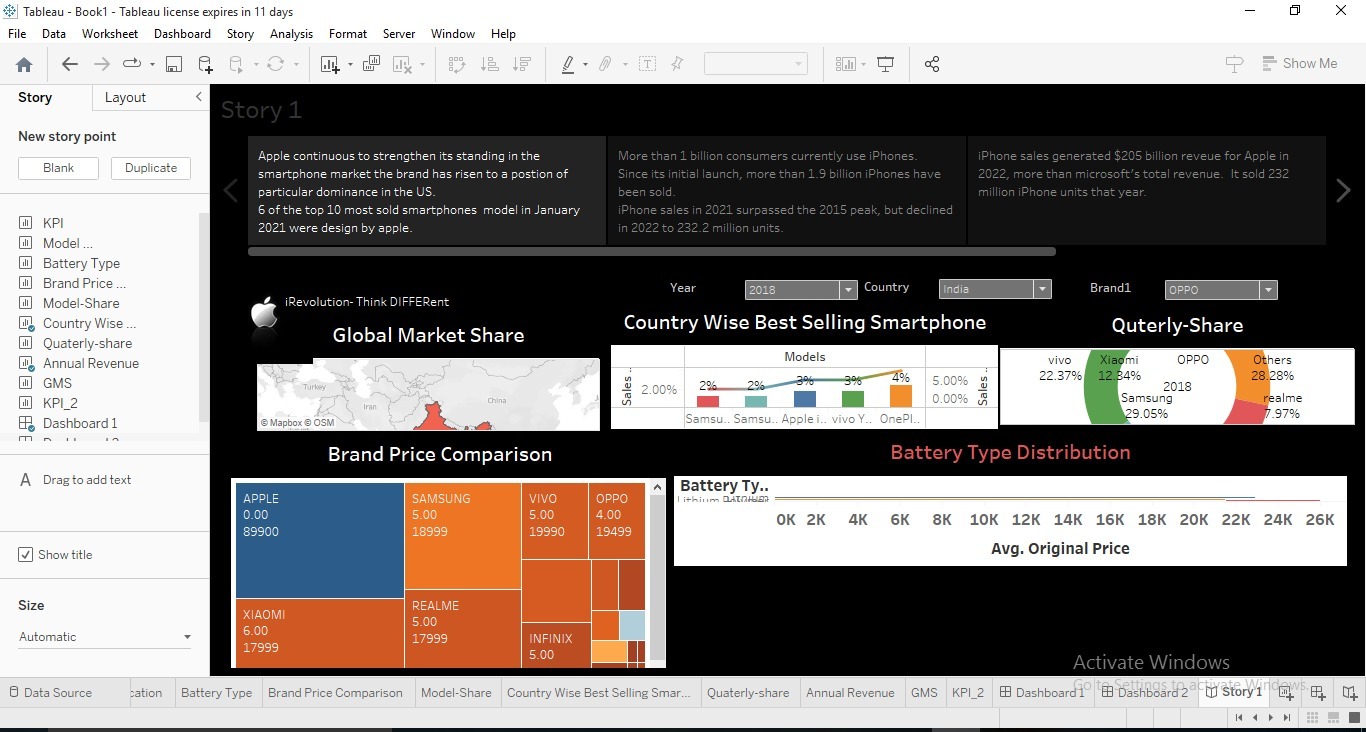 Tableau - Book1 - Tableau license expires in 11 days
File Data Worksheet Dashboard Story Analysis Format Server Window Help
Show Me
Story Layout
New story point
Blank Duplicate
KPI
Model ...
Battery Type
Brand Price ...
Model-Share
Country Wise ...
Quaterly-share
Annual Revenue
GMS
KPI_2
Dashboard 1
A Drag to add text
Show title
Size
Automatic
Story 1
Apple continuous to strengthen its standing in the
smartphone market the brand has risen to a postion of
particular dominance in the US.
6 of the top 10 most sold smartphones model in January
2021 were design by apple.
More than 1 billion consumers currently use iPhones.
Since its initial launch, more than 1.9 billion iPhones have
been sold.
iPhone sales in 2021 surpassed the 2015 peak, but declined
in 2022 to 232.2 million units.
iPhone sales generated $205 billion reveue for Apple in
2022, more than microsoft's total revenue. It sold 232
million iPhone units that year.
Year 2018 Country India Brand1 OPPO
iRevolution- Think DIFFERent
Global Market Share
Turkey
Iran
China
© Mapbox © OSM
Country Wise Best Selling Smartphone
Models
Sales ..
2.00%
2% 2% 3% 3% 4%
5.00%
0.00%
Sales ..
Samsu.. Samsu.. Apple i.. vivo Y.. OnePl..
Quterly-Share
vivo
22.37%
Xiaomi
12.34%
OPPO
2018
Others
28.28%
Samsung
29.05%
realme
7.97%
Brand Price Comparison
APPLE
0.00
89900
SAMSUNG
5.00
18999
VIVO
5.00
19990
OPPO
4.00
19499
XIAOMI
6.00
17999
REALME
5.00
17999
INFINIX
5.00
Battery Type Distribution
Battery Ty..
0K 2K 4K 6K 8K 10K 12K 14K 16K 18K 20K 22K 24K 26K
Avg. Original Price
Activate Windows
Go to Settings to activate Windows.
Data Source cation Battery Type Brand Price Comparison Model-Share Country Wise Best Selling Smar... Quaterly-share Annual Revenue GMS KPI_2 Dashboard 1 Dashboard 2 Story 1